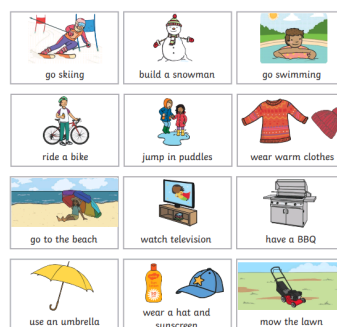 go skiing
build a snowman
go swimming
ride a bike
jump in puddles
wear warm clothes
go to the beach
watch television
have a BBQ
use an umbrella
wear a hat and
sunscreen
mow the lawn